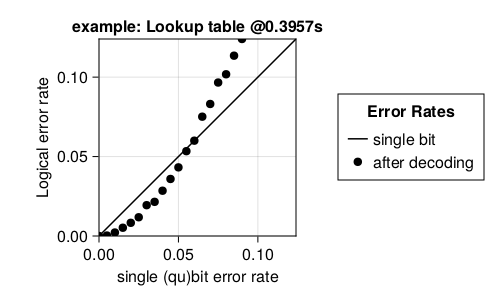 example: Lookup table @0.3957s
Logical error rate
0.10
0.05
0.00
0.00 0.05 0.10
single (qu)bit error rate
Error Rates
single bit
after decoding